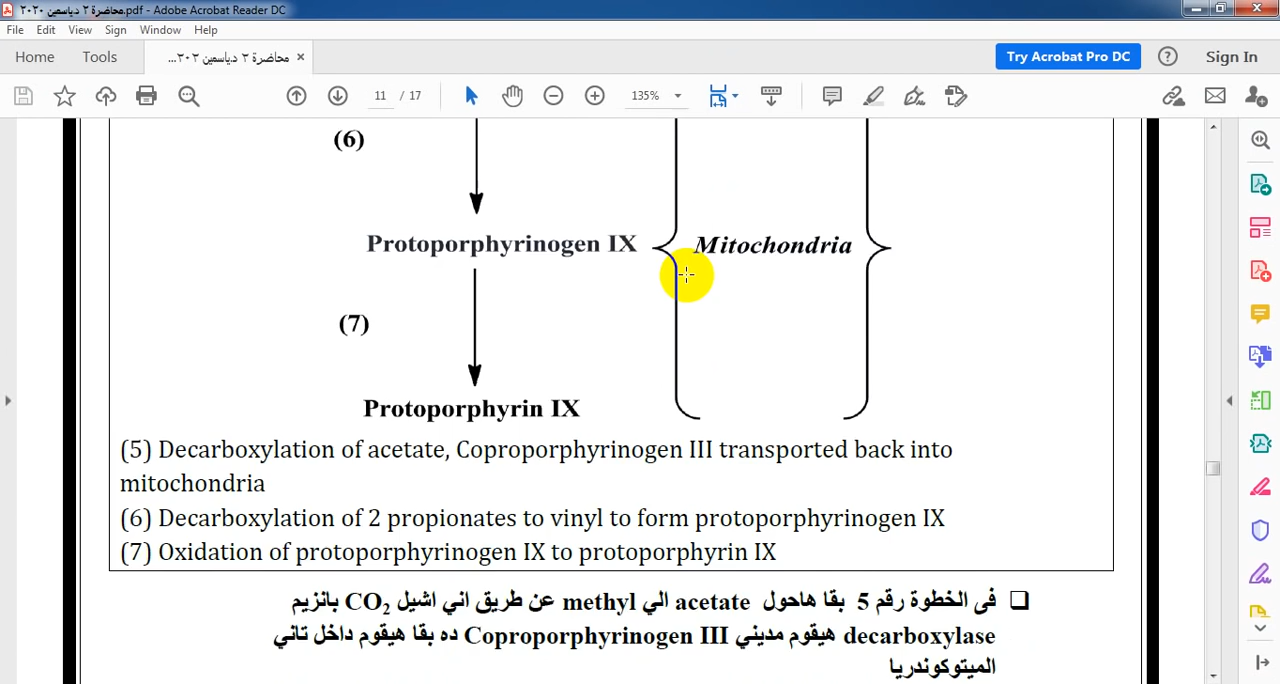 محاضرة ٢ د.ياسمين ٢٠٢٠.pdf - Adobe Acrobat Reader DC
File Edit View Sign Window Help
Home Tools محاضرة ٢ د.ياسمين ٢٠٢... × Try Acrobat Pro DC Sign In
11 / 17 135%
(6)
Protoporphyrinogen IX Mitochondria
(7)
Protoporphyrin IX
(5) Decarboxylation of acetate, Coproporphyrinogen III transported back into
mitochondria
(6) Decarboxylation of 2 propionates to vinyl to form protoporphyrinogen IX
(7) Oxidation of protoporphyrinogen IX to protoporphyrin IX
❑ فى الخطوة رقم 5 بقا هاحول acetate الي methyl عن طريق اني اشيل CO₂ بانزيم
decarboxylase هيقوم مديني Coproporphyrinogen III ده بقا هيقوم داخل تاني
الميتوكوندريا